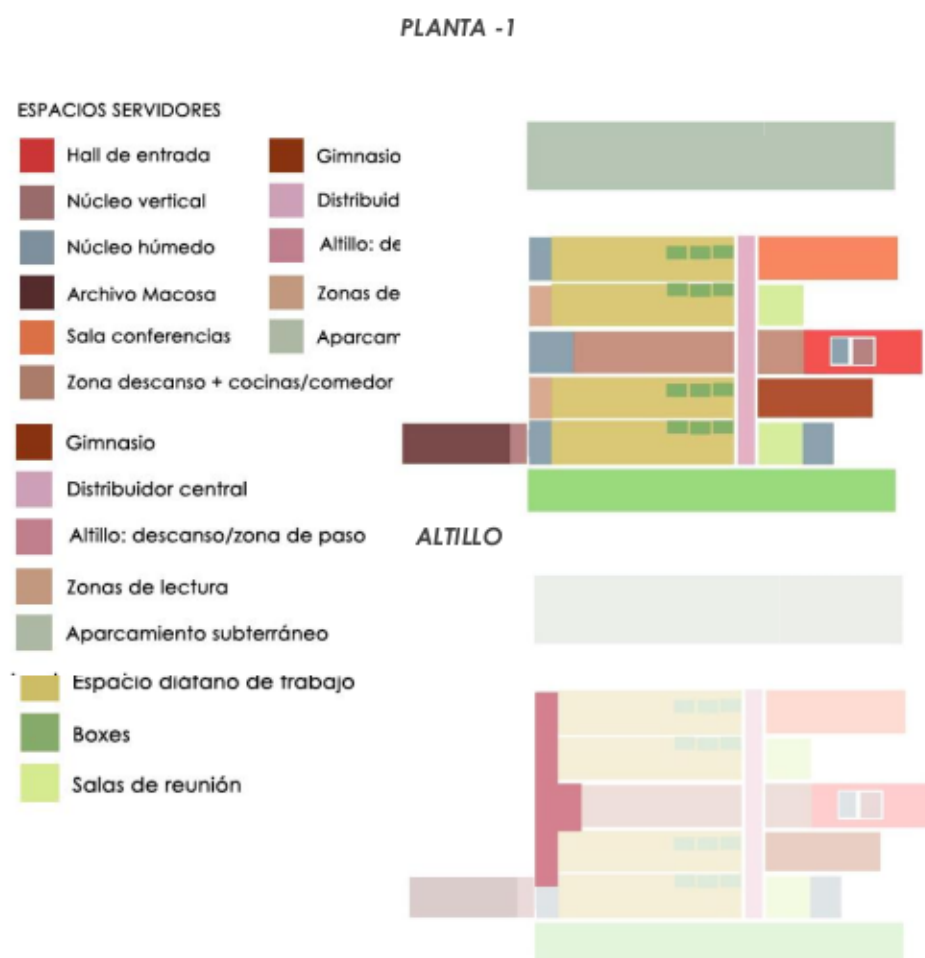 PLANTA -1
ESPACIOS SERVIDORES
Hall de entrada
Gimnasio
Núcleo vertical
Distribuid
Núcleo húmedo
Altillo: de
Archivo Macosa
Zonas de
Sala conferencias
Aparcam
Zona descanso + cocinas/comedor
Gimnasio
Distribuidor central
Altillo: descanso/zona de paso
ALTILLO
Zonas de lectura
Aparcamiento subterráneo
Espacio diáfano de trabajo
Boxes
Salas de reunión